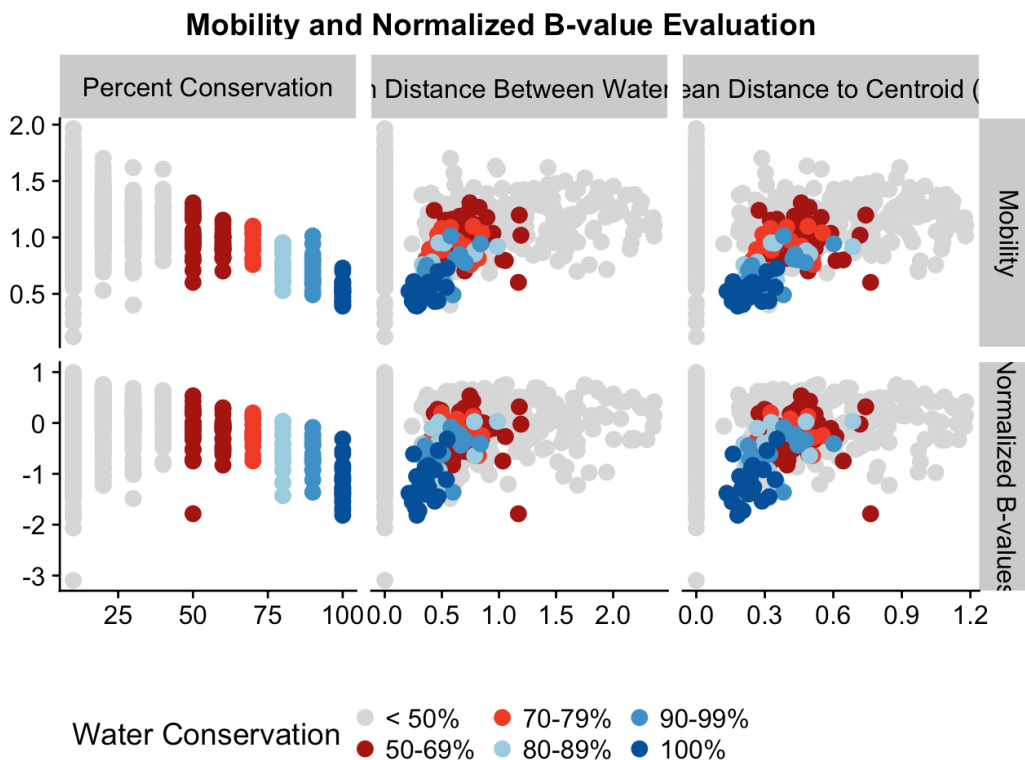 Mobility and Normalized B-value Evaluation
Percent Conservation
Distance Between Water
Distance to Centroid (
2.0
1.5
1.0
0.5
Mobility
1
0
-1
-2
-3
Normalized B-values
25 50 75 100
0.0 0.5 1.0 1.5 2.0
0.0 0.3 0.6 0.9 1.2
Water Conservation
< 50% 70-79% 90-99%
50-69% 80-89% 100%